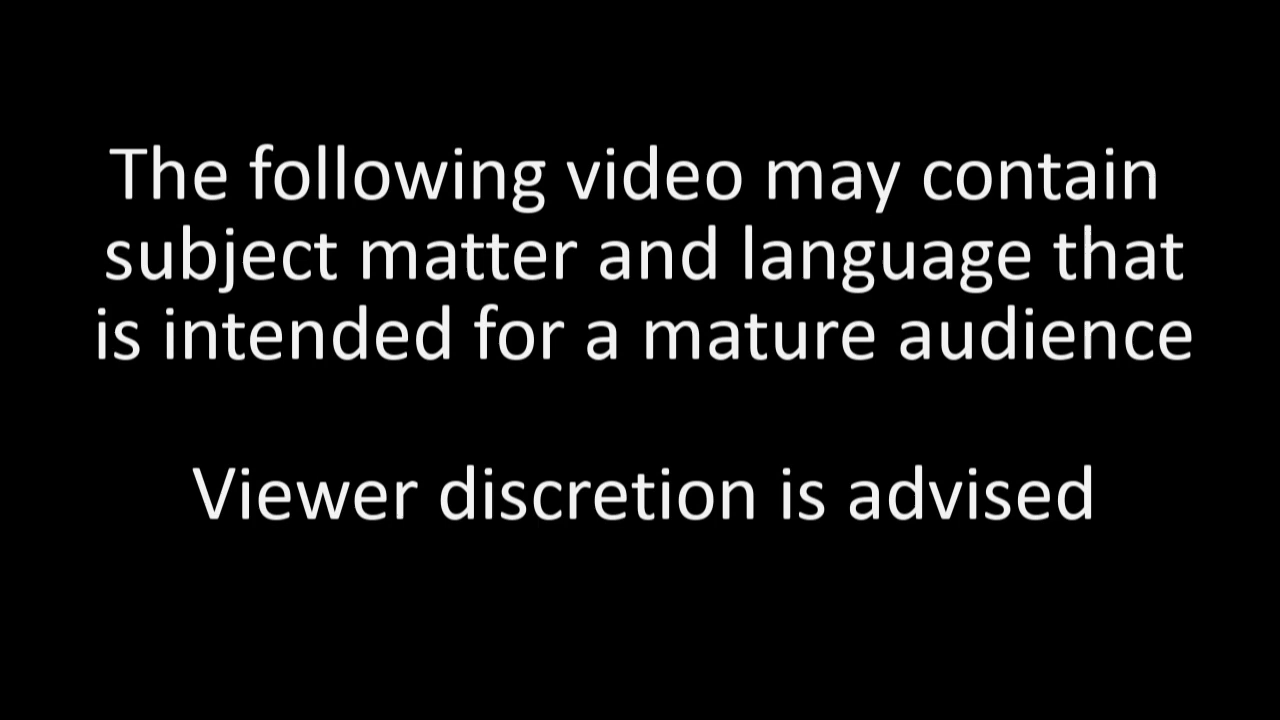 The following video may contain
subject matter and language that
is intended for a mature audience
Viewer discretion is advised